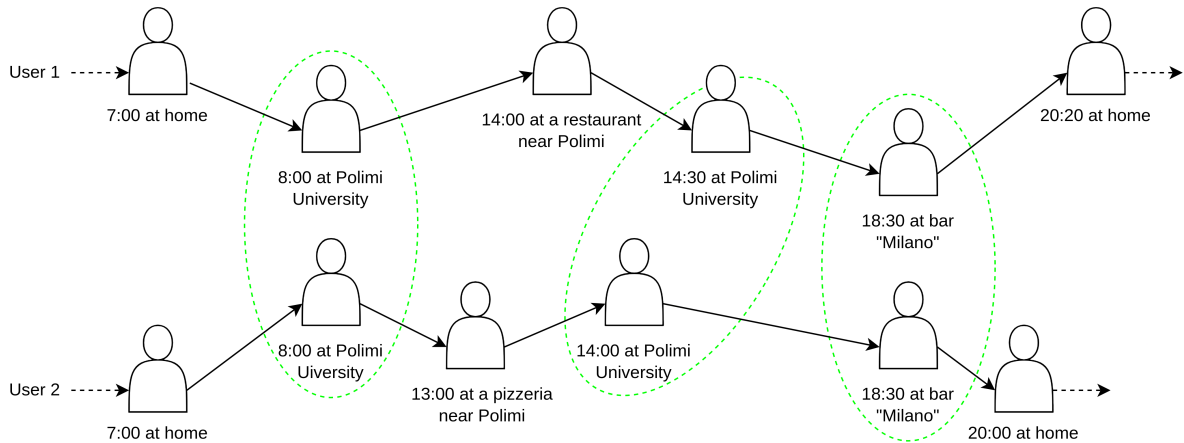 User 1
7:00 at home
8:00 at Polimi
University
14:00 at a restaurant
near Polimi
14:30 at Polimi
University
18:30 at bar
"Milano"
20:20 at home
User 2
7:00 at home
8:00 at Polimi
Uiversity
13:00 at a pizzeria
near Polimi
14:00 at Polimi
University
18:30 at bar
"Milano"
20:00 at home